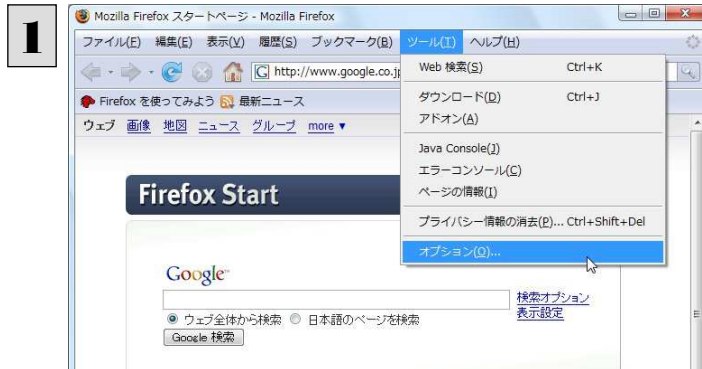 1
Mozilla Firefox スタートページ - Mozilla Firefox
ファイル(F) 編集(E) 表示(V) 履歴(S) ブックマーク(B) ツール(T) ヘルプ(H)
G http://www.google.co.jp
Web 検索(S) Ctrl+K
Firefox を使ってみよう 最新ニュース
ダウンロード(D) Ctrl+J
ウェブ 画像 地図 ニュース グループ more ▼
アドオン(A)
Java Console(J)
エラーコンソール(C)
ページの情報(I)
Firefox Start
プライバシー情報の消去(P)... Ctrl+Shift+Del
オプション(O)...
Google™
検索オプション
表示設定
ウェブ全体から検索 日本語のページを検索
Google 検索